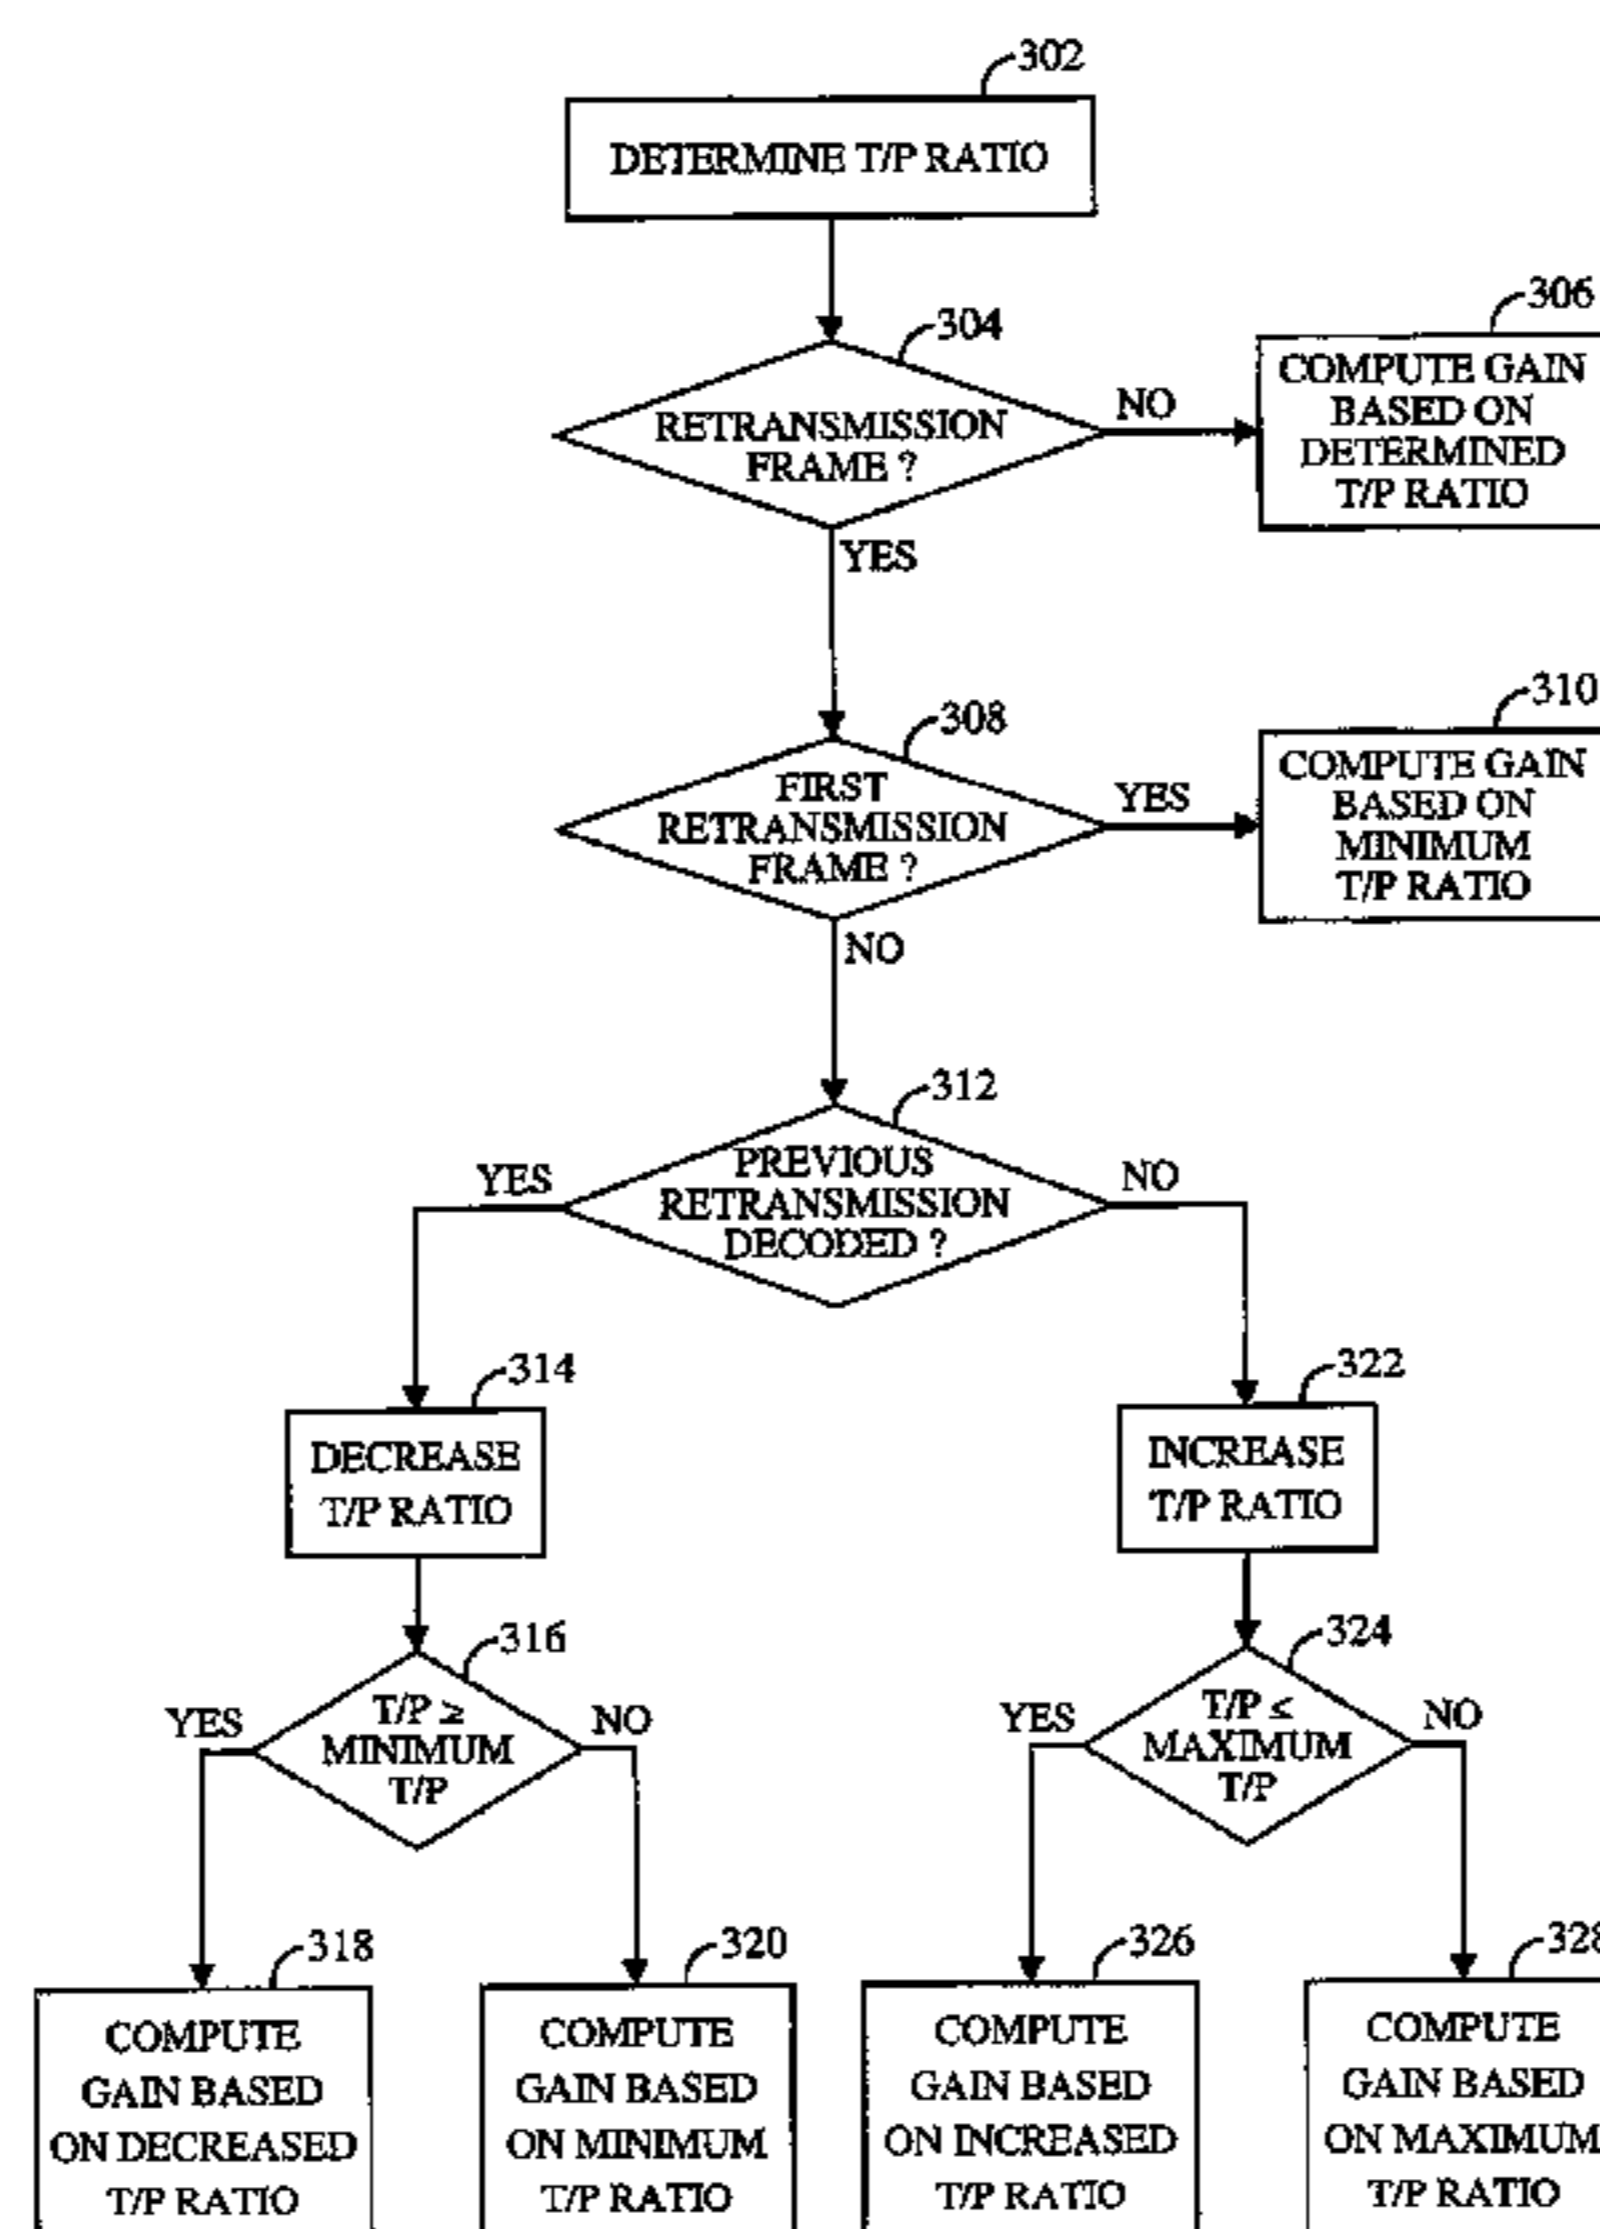 302
DETERMINE T/P RATIO
304
RETRANSMISSION
FRAME ?
NO
YES
306
COMPUTE GAIN
BASED ON
DETERMINED
T/P RATIO
308
FIRST
RETRANSMISSION
FRAME ?
YES
NO
310
COMPUTE GAIN
BASED ON
MINIMUM
T/P RATIO
312
PREVIOUS
RETRANSMISSION
DECODED ?
YES
NO
314
DECREASE
T/P RATIO
322
INCREASE
T/P RATIO
316
T/P ≥
MINIMUM
T/P
YES
NO
324
T/P ≤
MAXIMUM
T/P
YES
NO
318
COMPUTE
GAIN BASED
ON DECREASED
T/P RATIO
320
COMPUTE
GAIN BASED
ON MINIMUM
T/P RATIO
326
COMPUTE
GAIN BASED
ON INCREASED
T/P RATIO
328
COMPUTE
GAIN BASED
ON MAXIMUM
T/P RATIO